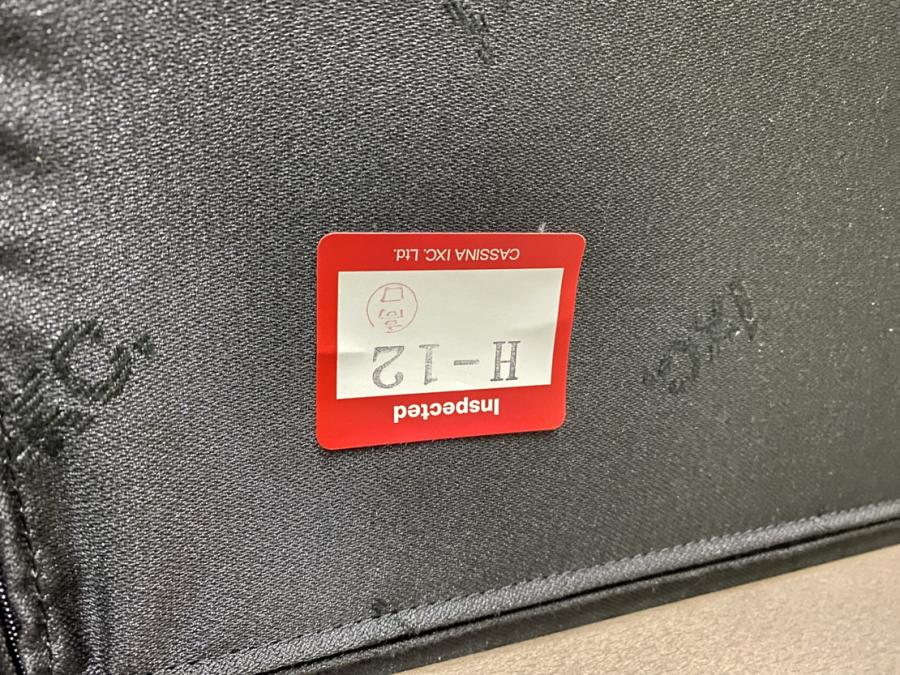 Inspected
H-12
CASSINA IXC. Ltd.